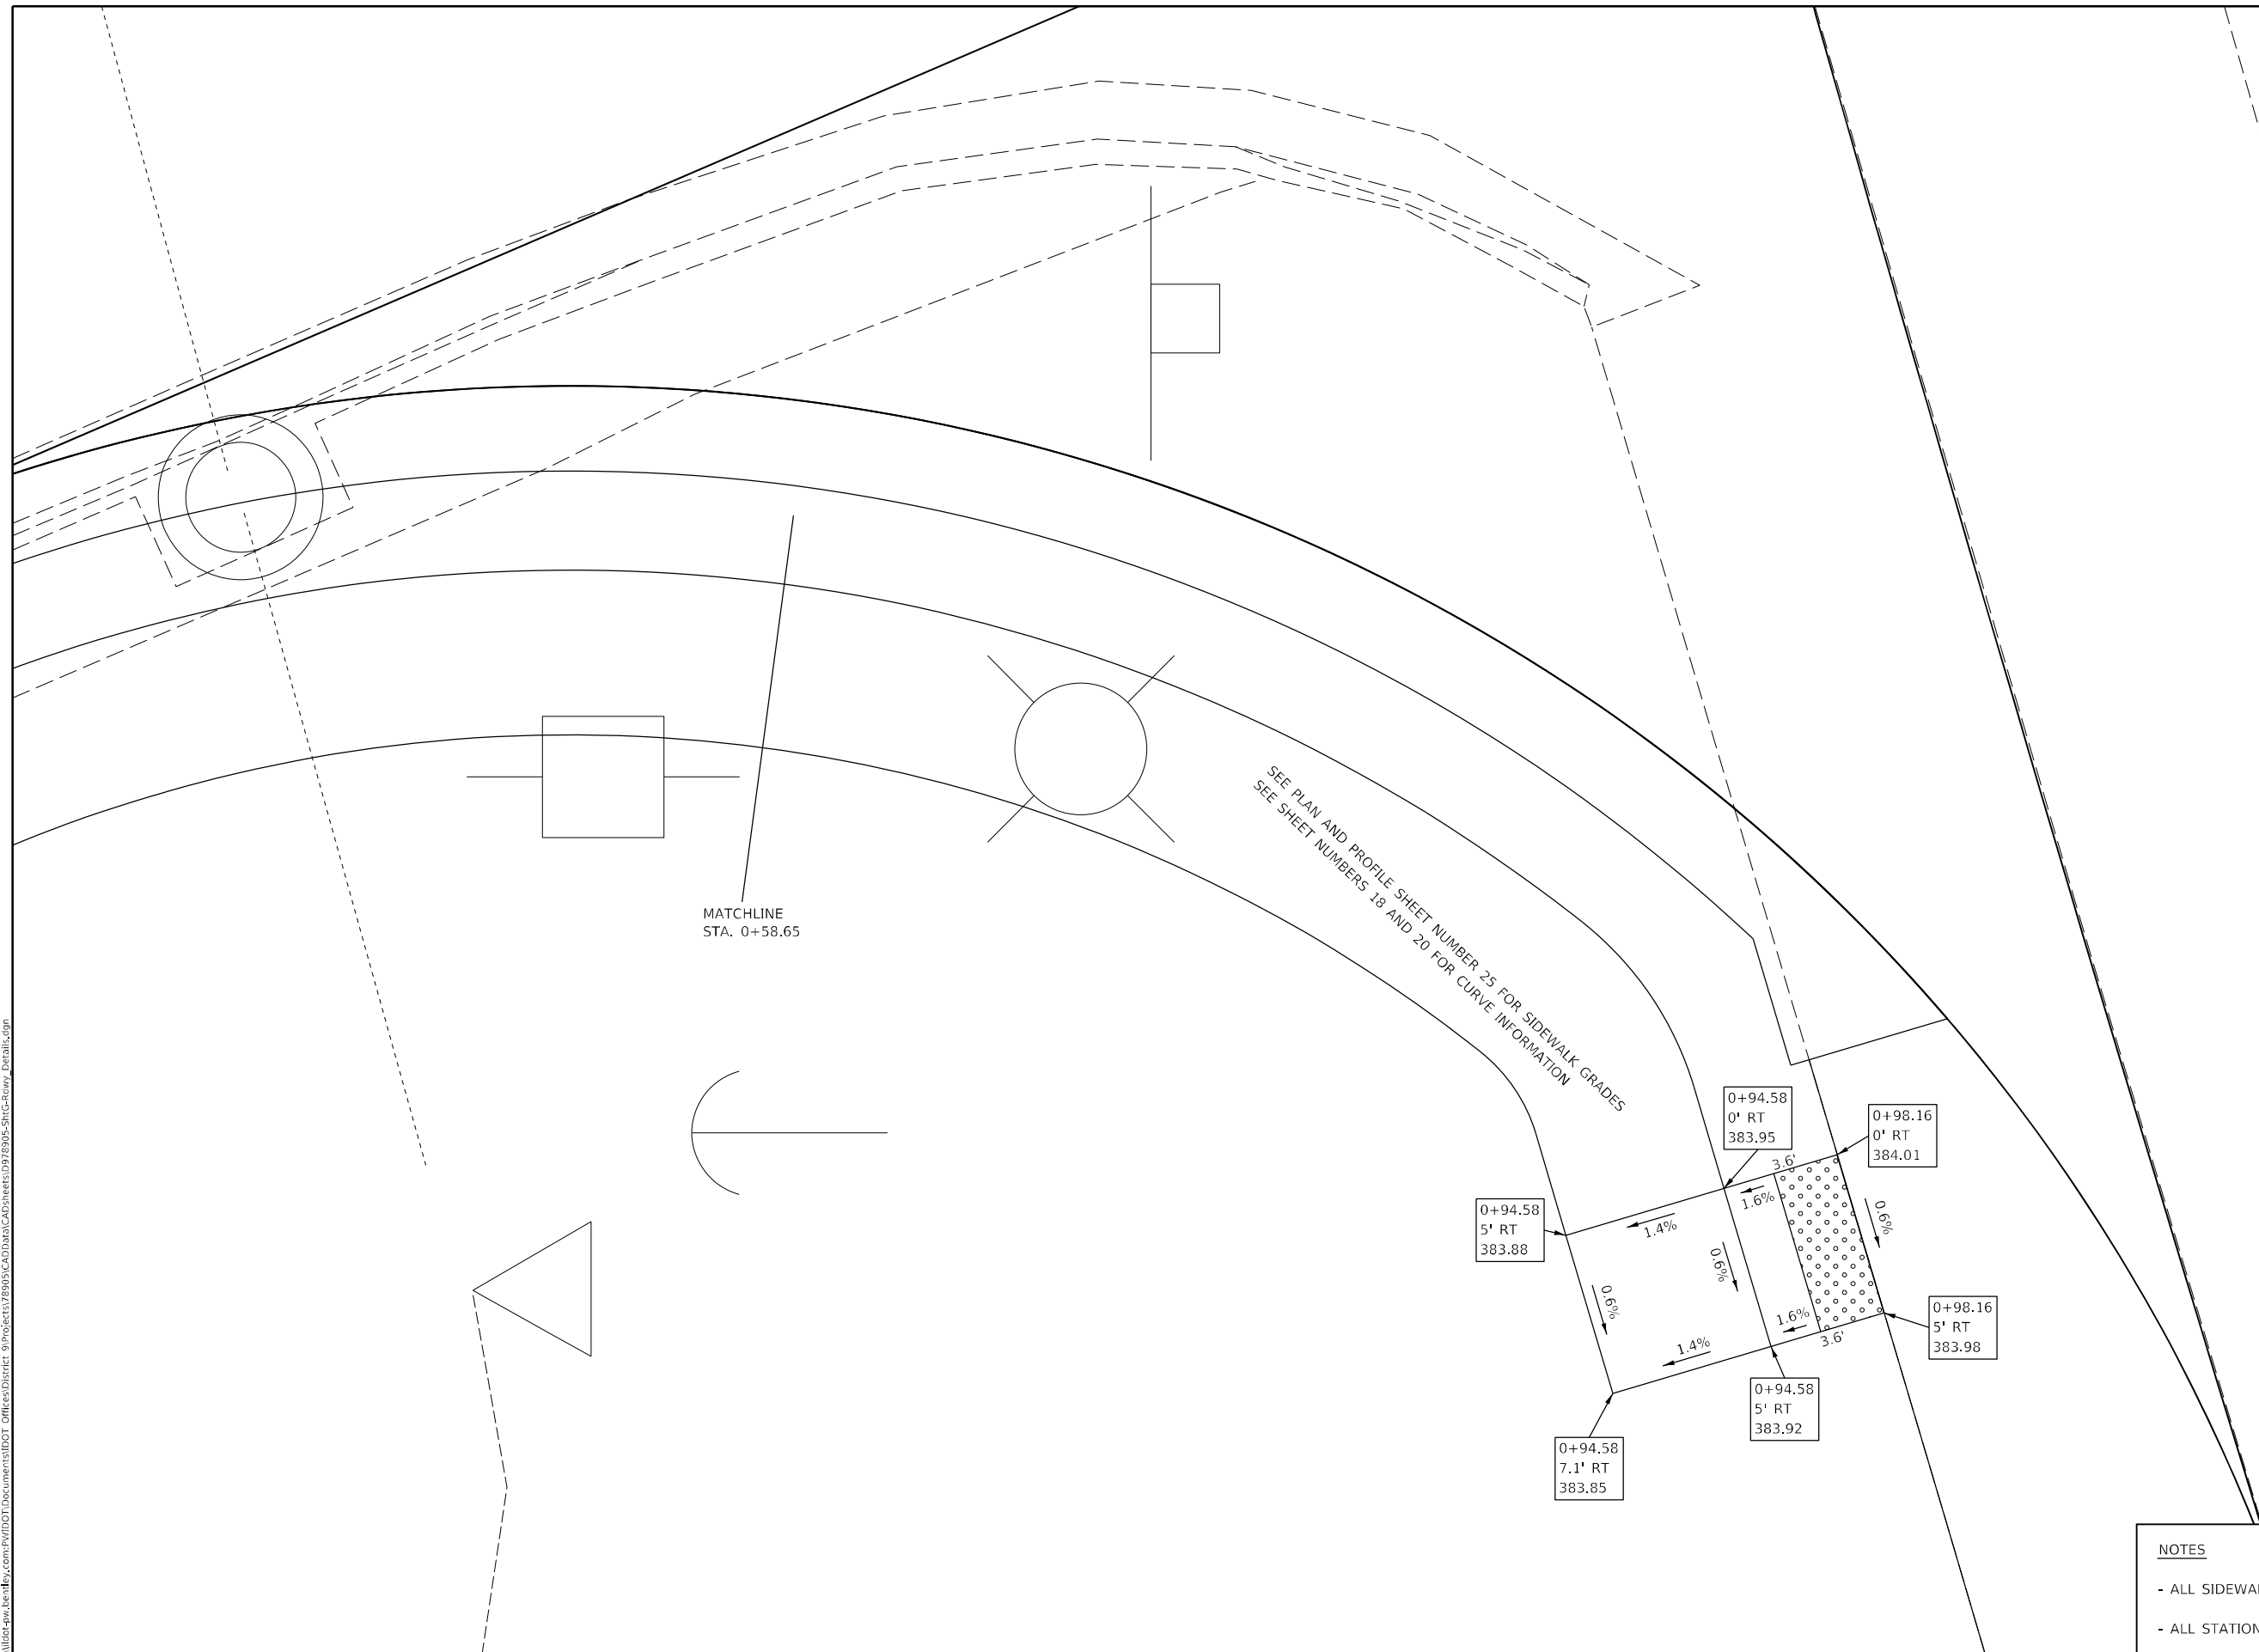 SEE PLAN AND PROFILE SHEET NUMBER 25 FOR SIDEWALK GRADES
SEE SHEET NUMBERS 18 AND 20 FOR CURVE INFORMATION
MATCHLINE
STA. 0+58.65
0+94.58
0' RT
383.95
0+98.16
0' RT
384.01
3.6'
1.6%
0+94.58
5' RT
383.88
1.4%
0.6%
0.6%
0.6%
1.6%
3.6'
1.4%
0+98.16
5' RT
383.98
0+94.58
5' RT
383.92
0+94.58
7.1' RT
383.85
NOTES
- ALL SIDEWAL
- ALL STATION